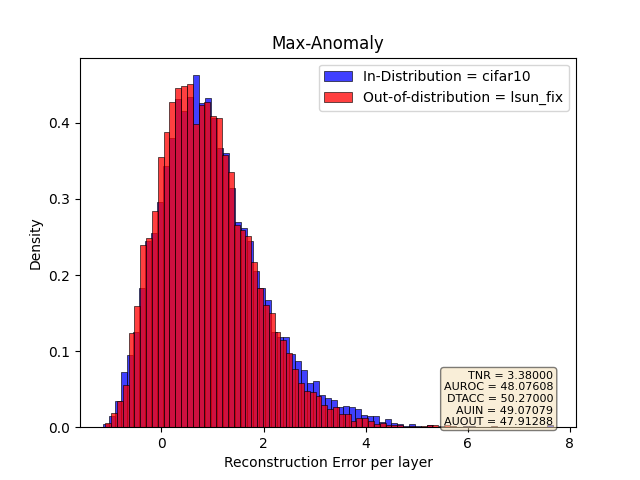 Max-Anomaly
In-Distribution = cifar10
Out-of-distribution = lsun_fix
Density
0.4
0.3
0.2
0.1
0.0
TNR = 3.38000
AUROC = 48.07608
DTACC = 50.27000
AUIN = 49.07079
AUOUT = 47.91288
0 2 4 6 8
Reconstruction Error per layer